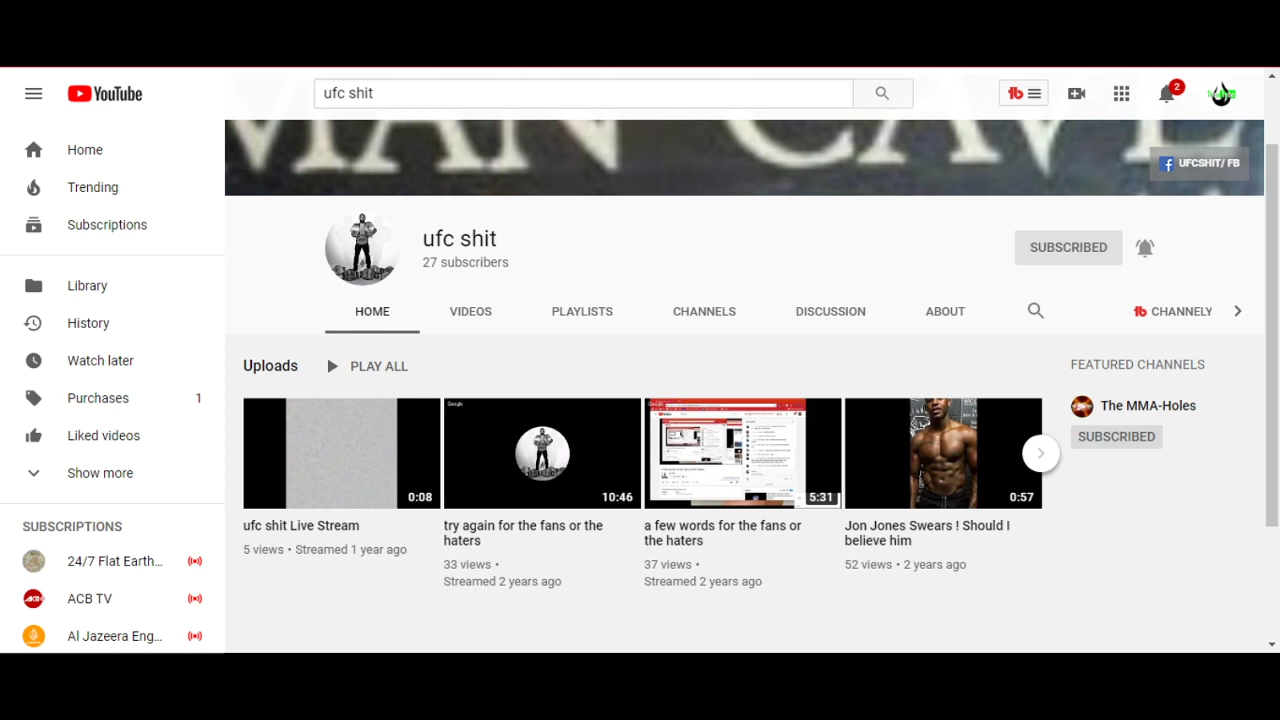 YouTube
ufc shit
2
Home
Trending
Subscriptions
Library
History
Watch later
Purchases 1
Liked videos
Show more
SUBSCRIPTIONS
24/7 Flat Earth...
ACB TV
Al Jazeera Eng...
MAN CAVE
UFCSHIT/ FB
ufc shit
27 subscribers
SUBSCRIBED
HOME VIDEOS PLAYLISTS CHANNELS DISCUSSION ABOUT CHANNELY
Uploads PLAY ALL
0:08
ufc shit Live Stream
5 views • Streamed 1 year ago
Google
10:46
try again for the fans or the
haters
33 views •
Streamed 2 years ago
Google
5:31
a few words for the fans or
the haters
37 views •
Streamed 2 years ago
0:57
Jon Jones Swears ! Should I
believe him
52 views • 2 years ago
FEATURED CHANNELS
The MMA-Holes
SUBSCRIBED